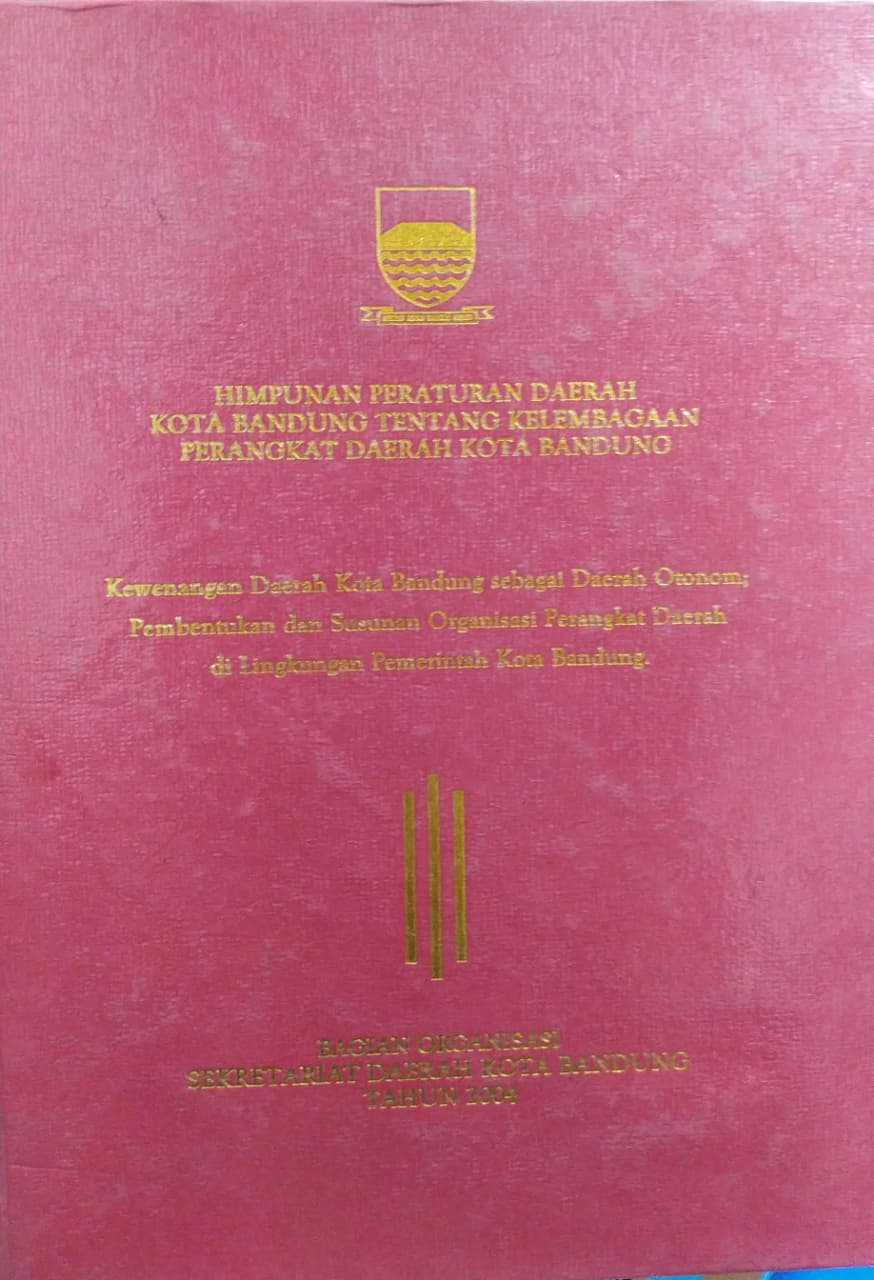 HIMPUNAN PERATURAN DAERAH
KOTA BANDUNG TENTANG KELEMBAGAAN
PERANGKAT DAERAH KOTA BANDUNG
Kewenangan Daerah Kota Bandung sebagai Daerah Otonom;
Pembentukan dan Susunan Organisasi Perangkat Daerah
di Lingkungan Pemerintah Kota Bandung.
BAGIAN ORGANISASI
SEKRETARIAT DAERAH KOTA BANDUNG
TAHUN 2004